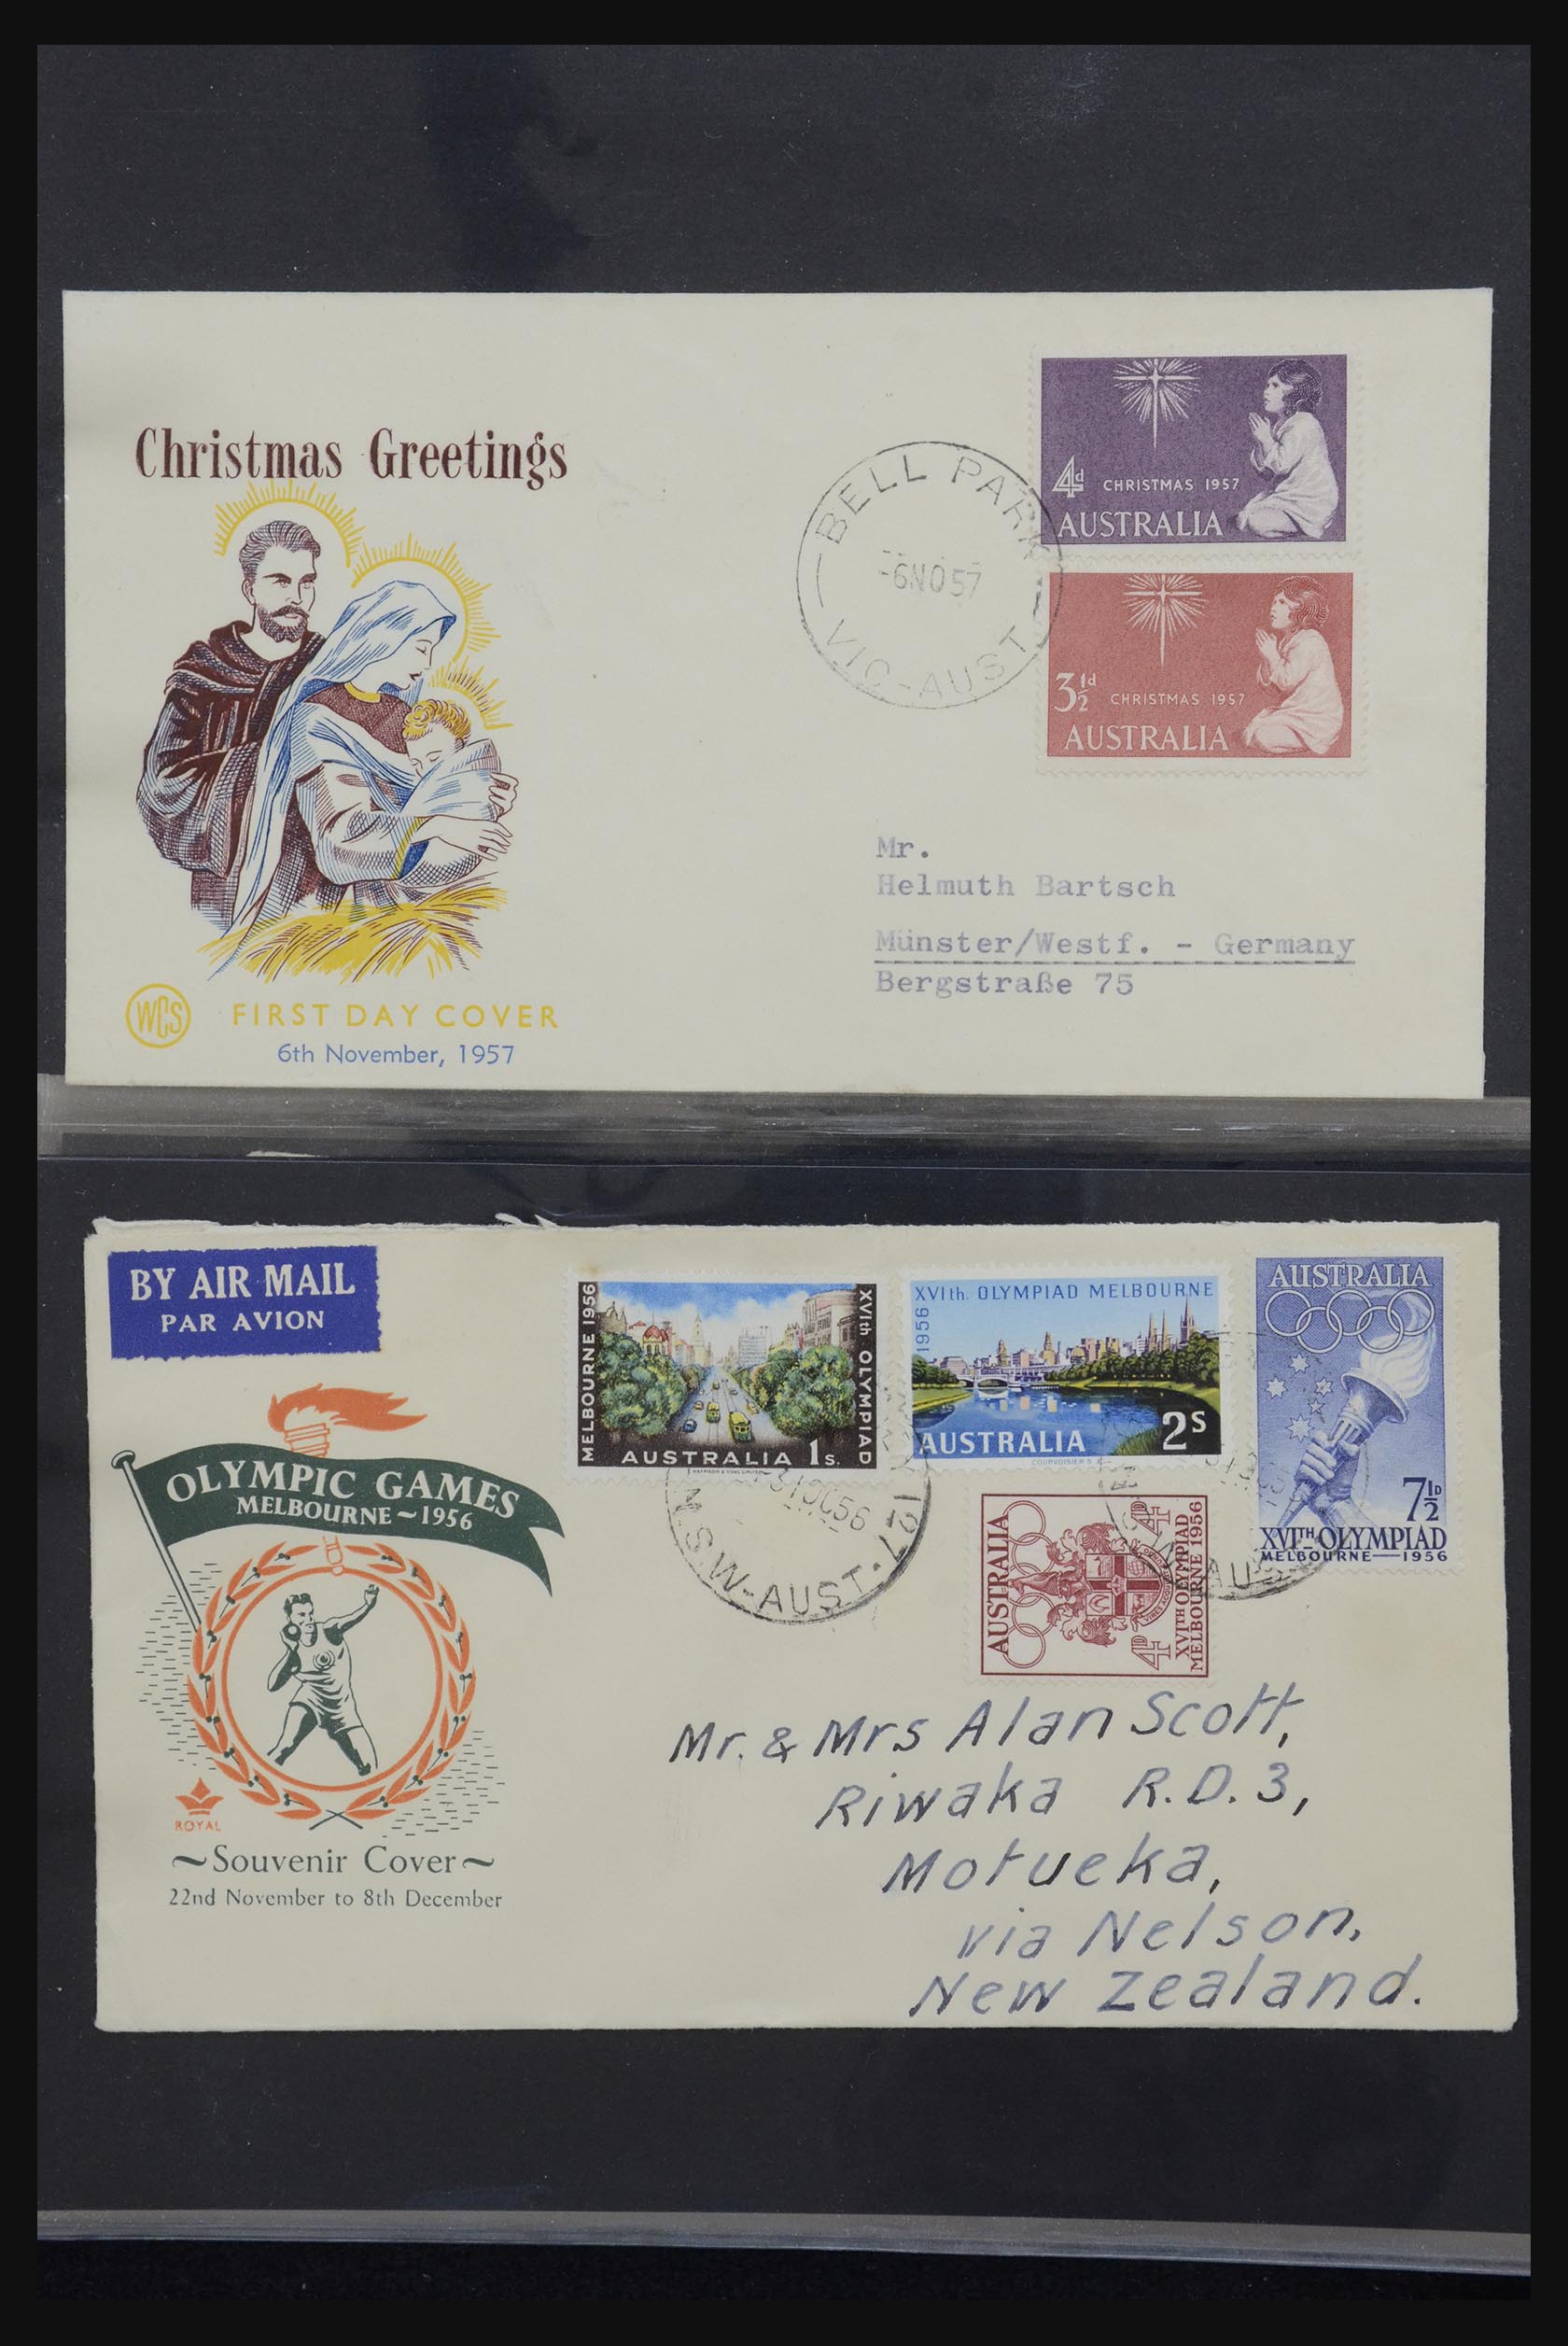 Christmas Greetings
WCS
FIRST DAY COVER
6th November, 1957
BELL PARK
-6NO57
VIC-AUST
4d CHRISTMAS 1957
AUSTRALIA
3½d CHRISTMAS 1957
AUSTRALIA
Mr.
Helmuth Bartsch
Münster/Westf. - Germany
Bergstraße 75
BY AIR MAIL
PAR AVION
OLYMPIC GAMES
MELBOURNE ~ 1956
ROYAL
~Souvenir Cover~
22nd November to 8th December
MELBOURNE 1956
XVIth OLYMPIAD
AUSTRALIA 1s.
XVIth. OLYMPIAD MELBOURNE
1956
AUSTRALIA 2s
COURVOISIER S.A.
AUSTRALIA
7½D
XVITH OLYMPIAD
MELBOURNE—1956
AUSTRALIA
4D 4D
XVITH OLYMPIAD
MELBOURNE 1956
31OC56
N.S.W-AUST.
Mr. & Mrs Alan Scott,
Riwaka R.D.3,
Motueka,
via Nelson,
New Zealand.